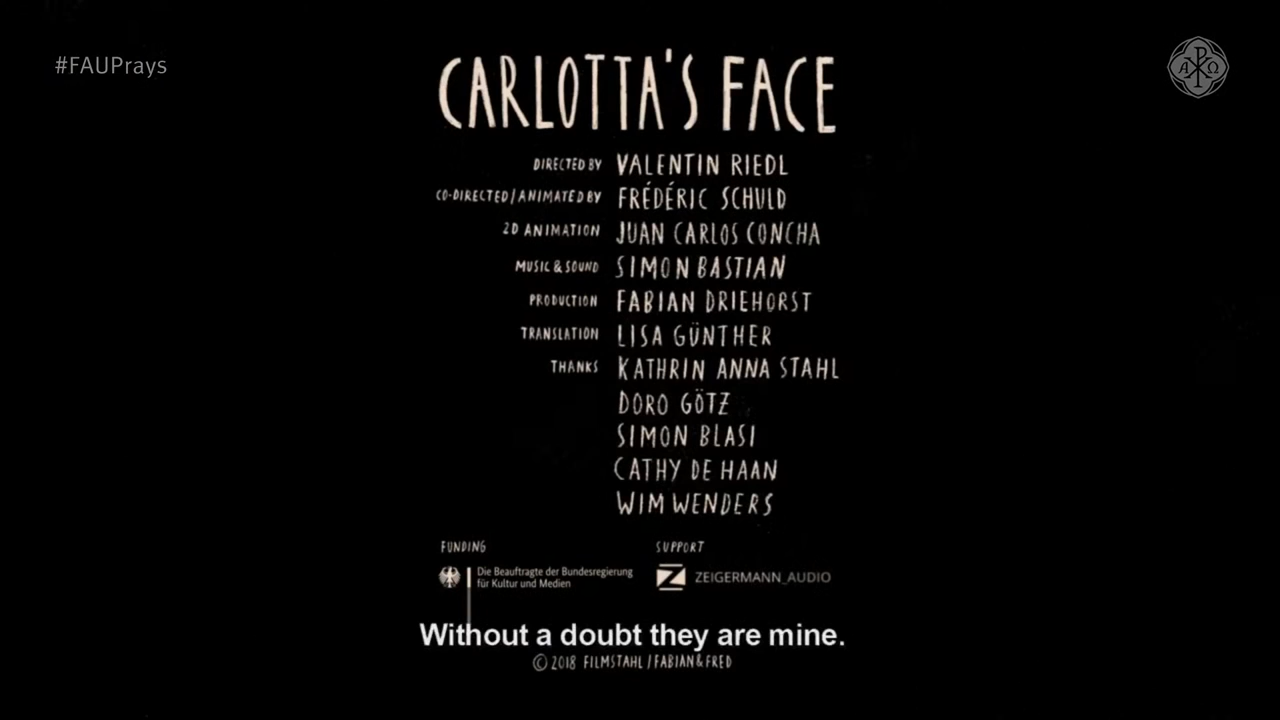 #FAUPrays
CARLOTTA'S FACE
DIRECTED BY VALENTIN RIEDL
CO-DIRECTED/ANIMATED BY FRÉDÉRIC SCHULD
2D ANIMATION JUAN CARLOS CONCHA
MUSIC & SOUND SIMON BASTIAN
PRODUCTION FABIAN DRIEHORST
TRANSLATION LISA GÜNTHER
THANKS KATHRIN ANNA STAHL
DORO GÖTZ
SIMON BLASI
CATHY DE HAAN
WIM WENDERS
FUNDING
Die Beauftragte der Bundesregierung
für Kultur und Medien
SUPPORT
Z ZEIGERMANN_AUDIO
Without a doubt they are mine.
© 2018 FILMSTAHL / FABIAN&FRED
Α Ρ Χ Ω